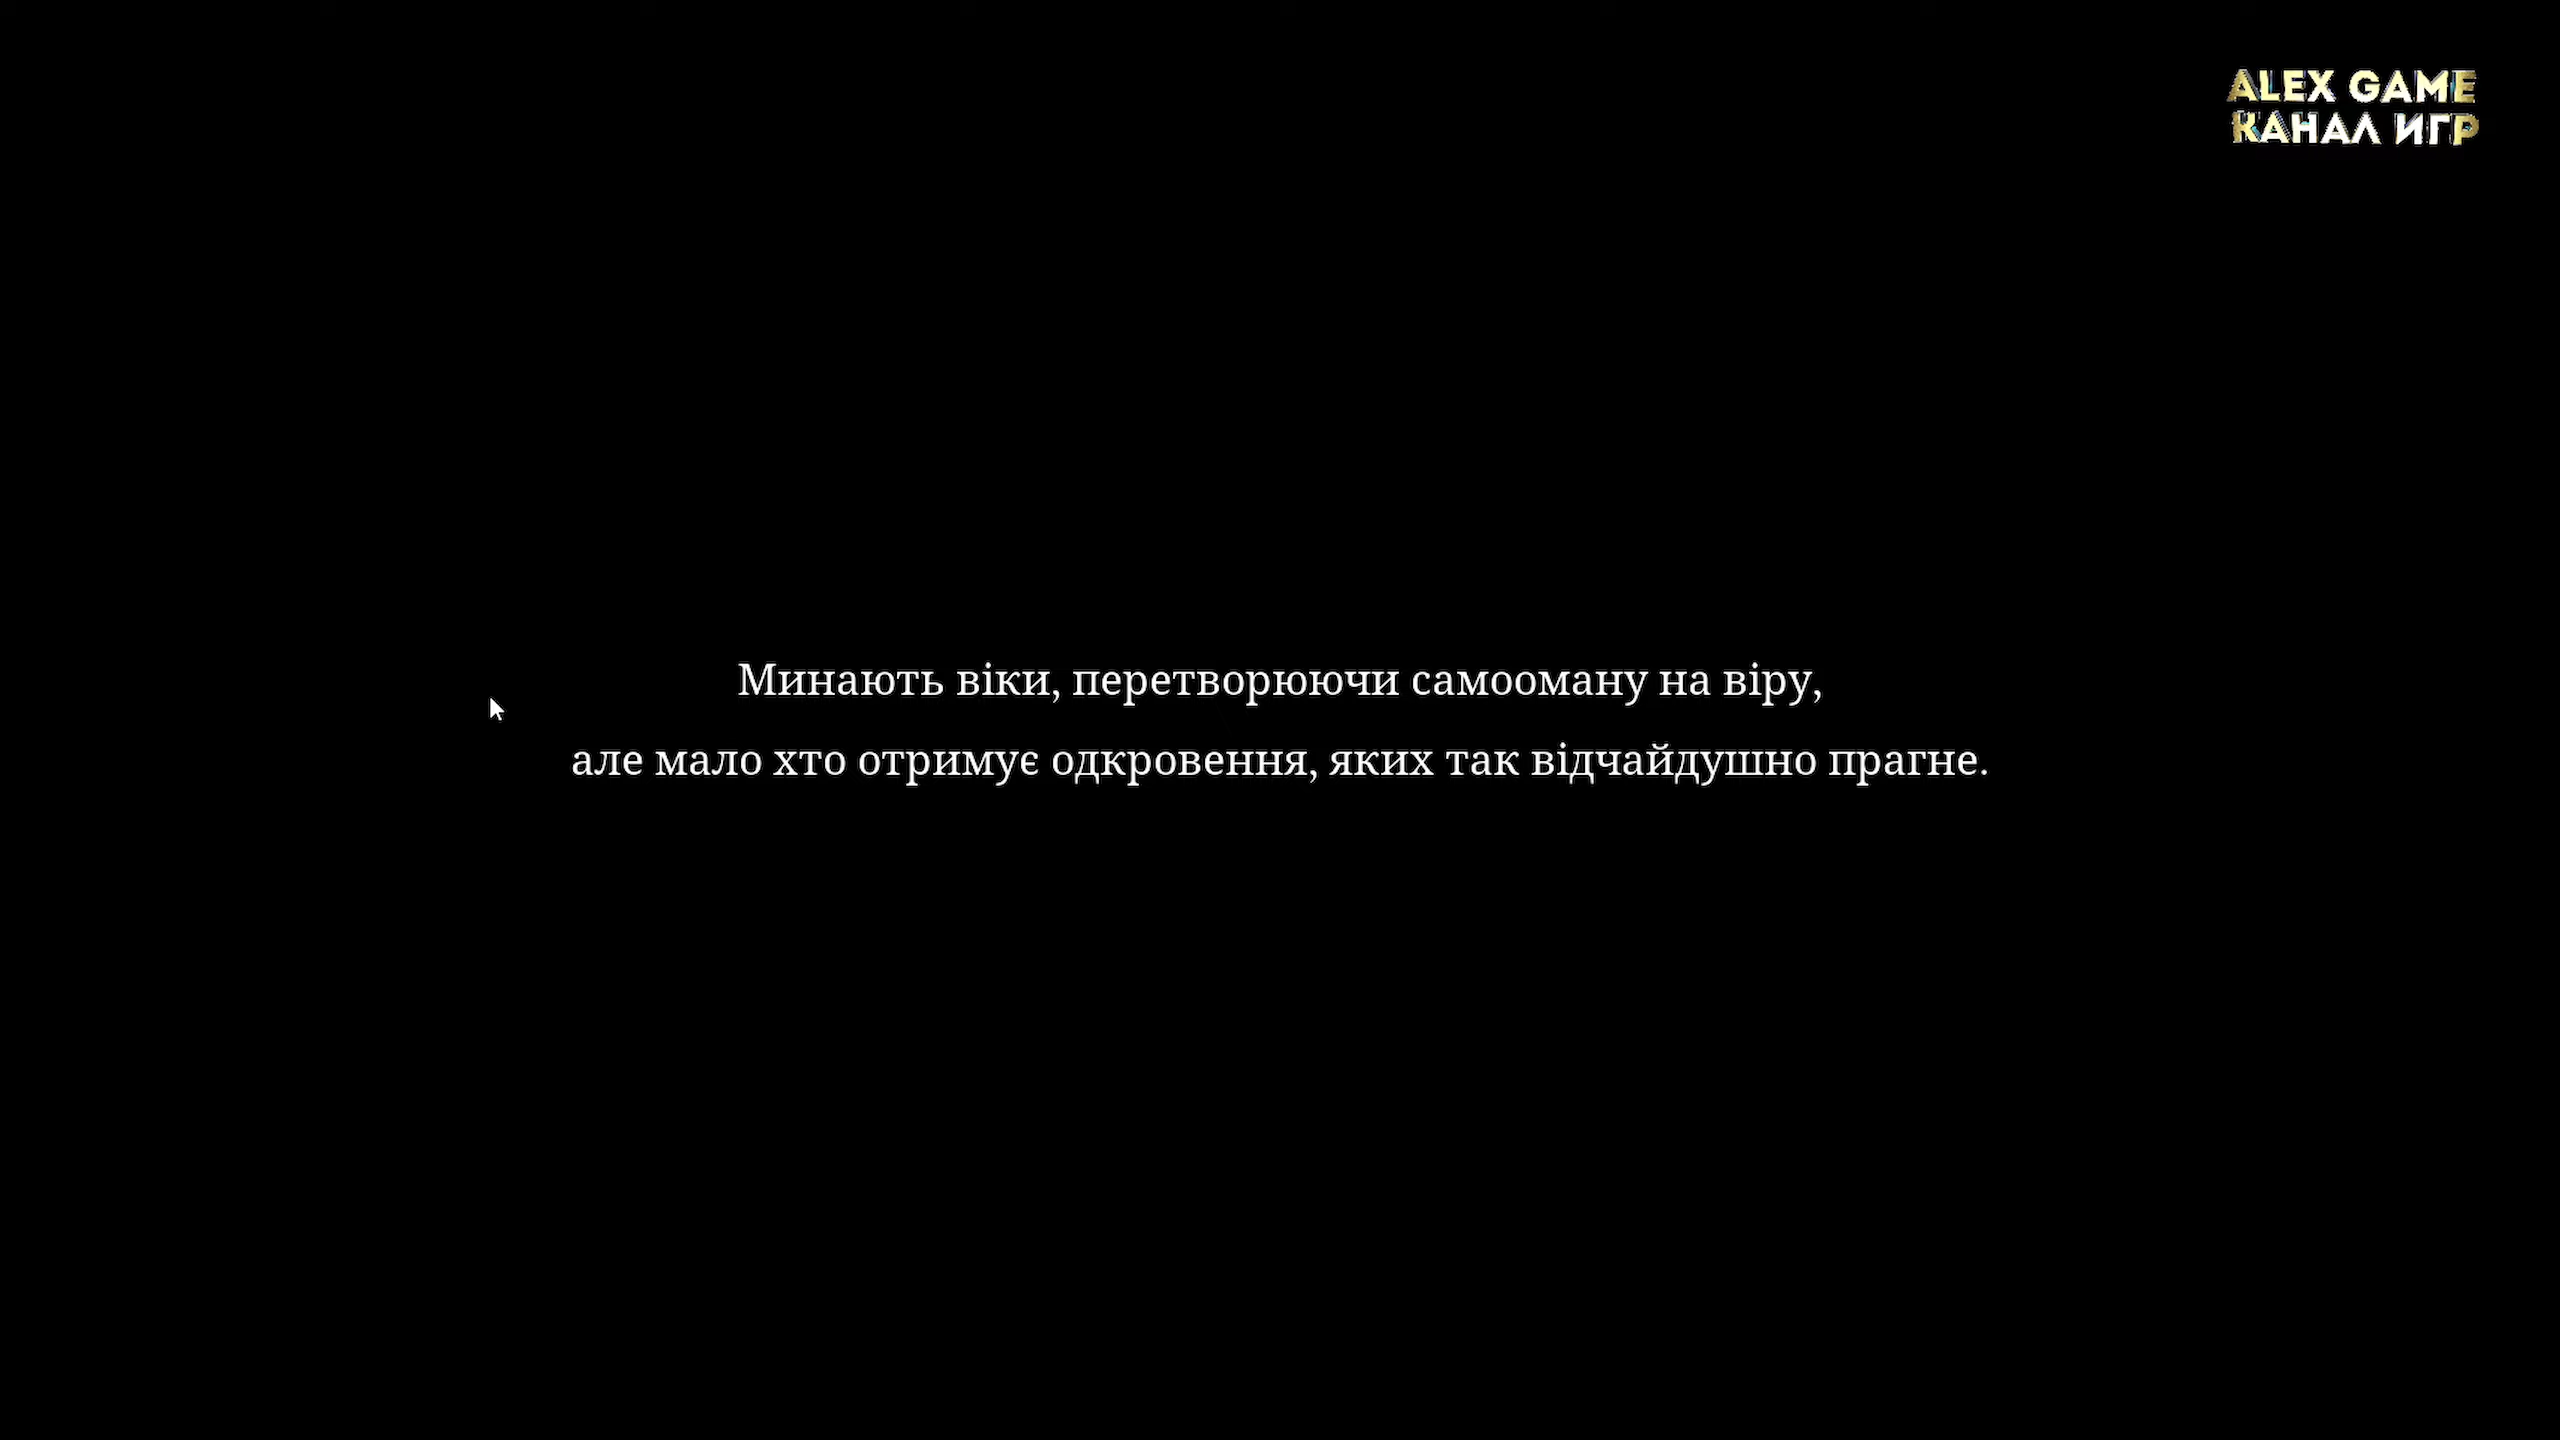 ALEX GAME
КАНАЛ ИГР
Минають віки, перетворюючи самооману на віру,
але мало хто отримує одкровення, яких так відчайдушно прагне.